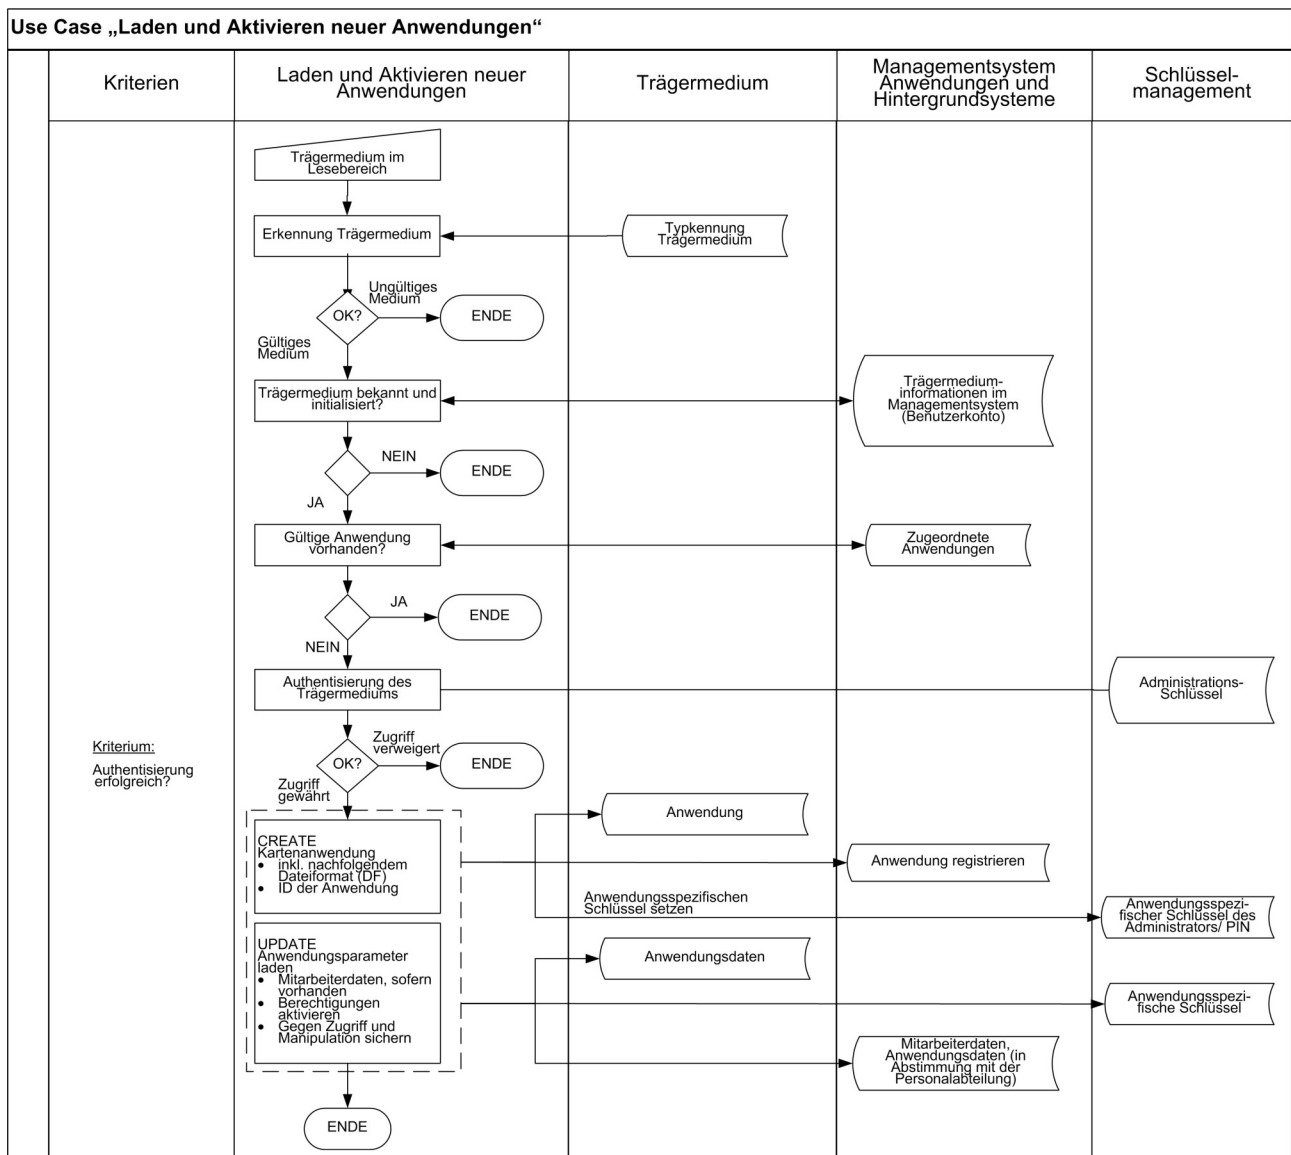 Use Case „Laden und Aktivieren neuer Anwendungen“
Kriterien
Laden und Aktivieren neuer
Anwendungen
Trägermedium
Managementsystem
Anwendungen und
Hintergrundsysteme
Schlüssel-
management
Trägermedium im
Lesebereich
Erkennung Trägermedium
Typkennung
Trägermedium
Ungültiges
Medium
OK?
ENDE
Gültiges
Medium
Trägermedium bekannt und
initialisiert?
Trägermedium-
informationen im
Managementsystem
(Benutzerkonto)
NEIN
ENDE
JA
Gültige Anwendung
vorhanden?
Zugeordnete
Anwendungen
JA
ENDE
NEIN
Authentisierung des
Trägermediums
Administrations-
Schlüssel
Kriterium:
Authentisierung
erfolgreich?
Zugriff
verweigert
OK?
ENDE
Zugriff
gewährt
CREATE
Kartenanwendung
• inkl. nachfolgendem
Dateiformat (DF)
• ID der Anwendung
Anwendung
Anwendung registrieren
Anwendungsspezifischen
Schlüssel setzen
Anwendungsspezi-
fischer Schlüssel des
Administrators/ PIN
UPDATE
Anwendungsparameter
laden
• Mitarbeiterdaten, sofern
vorhanden
• Berechtigungen
aktivieren
• Gegen Zugriff und
Manipulation sichern
Anwendungsdaten
Anwendungsspezi-
fische Schlüssel
Mitarbeiterdaten,
Anwendungsdaten (in
Abstimmung mit der
Personalabteilung)
ENDE